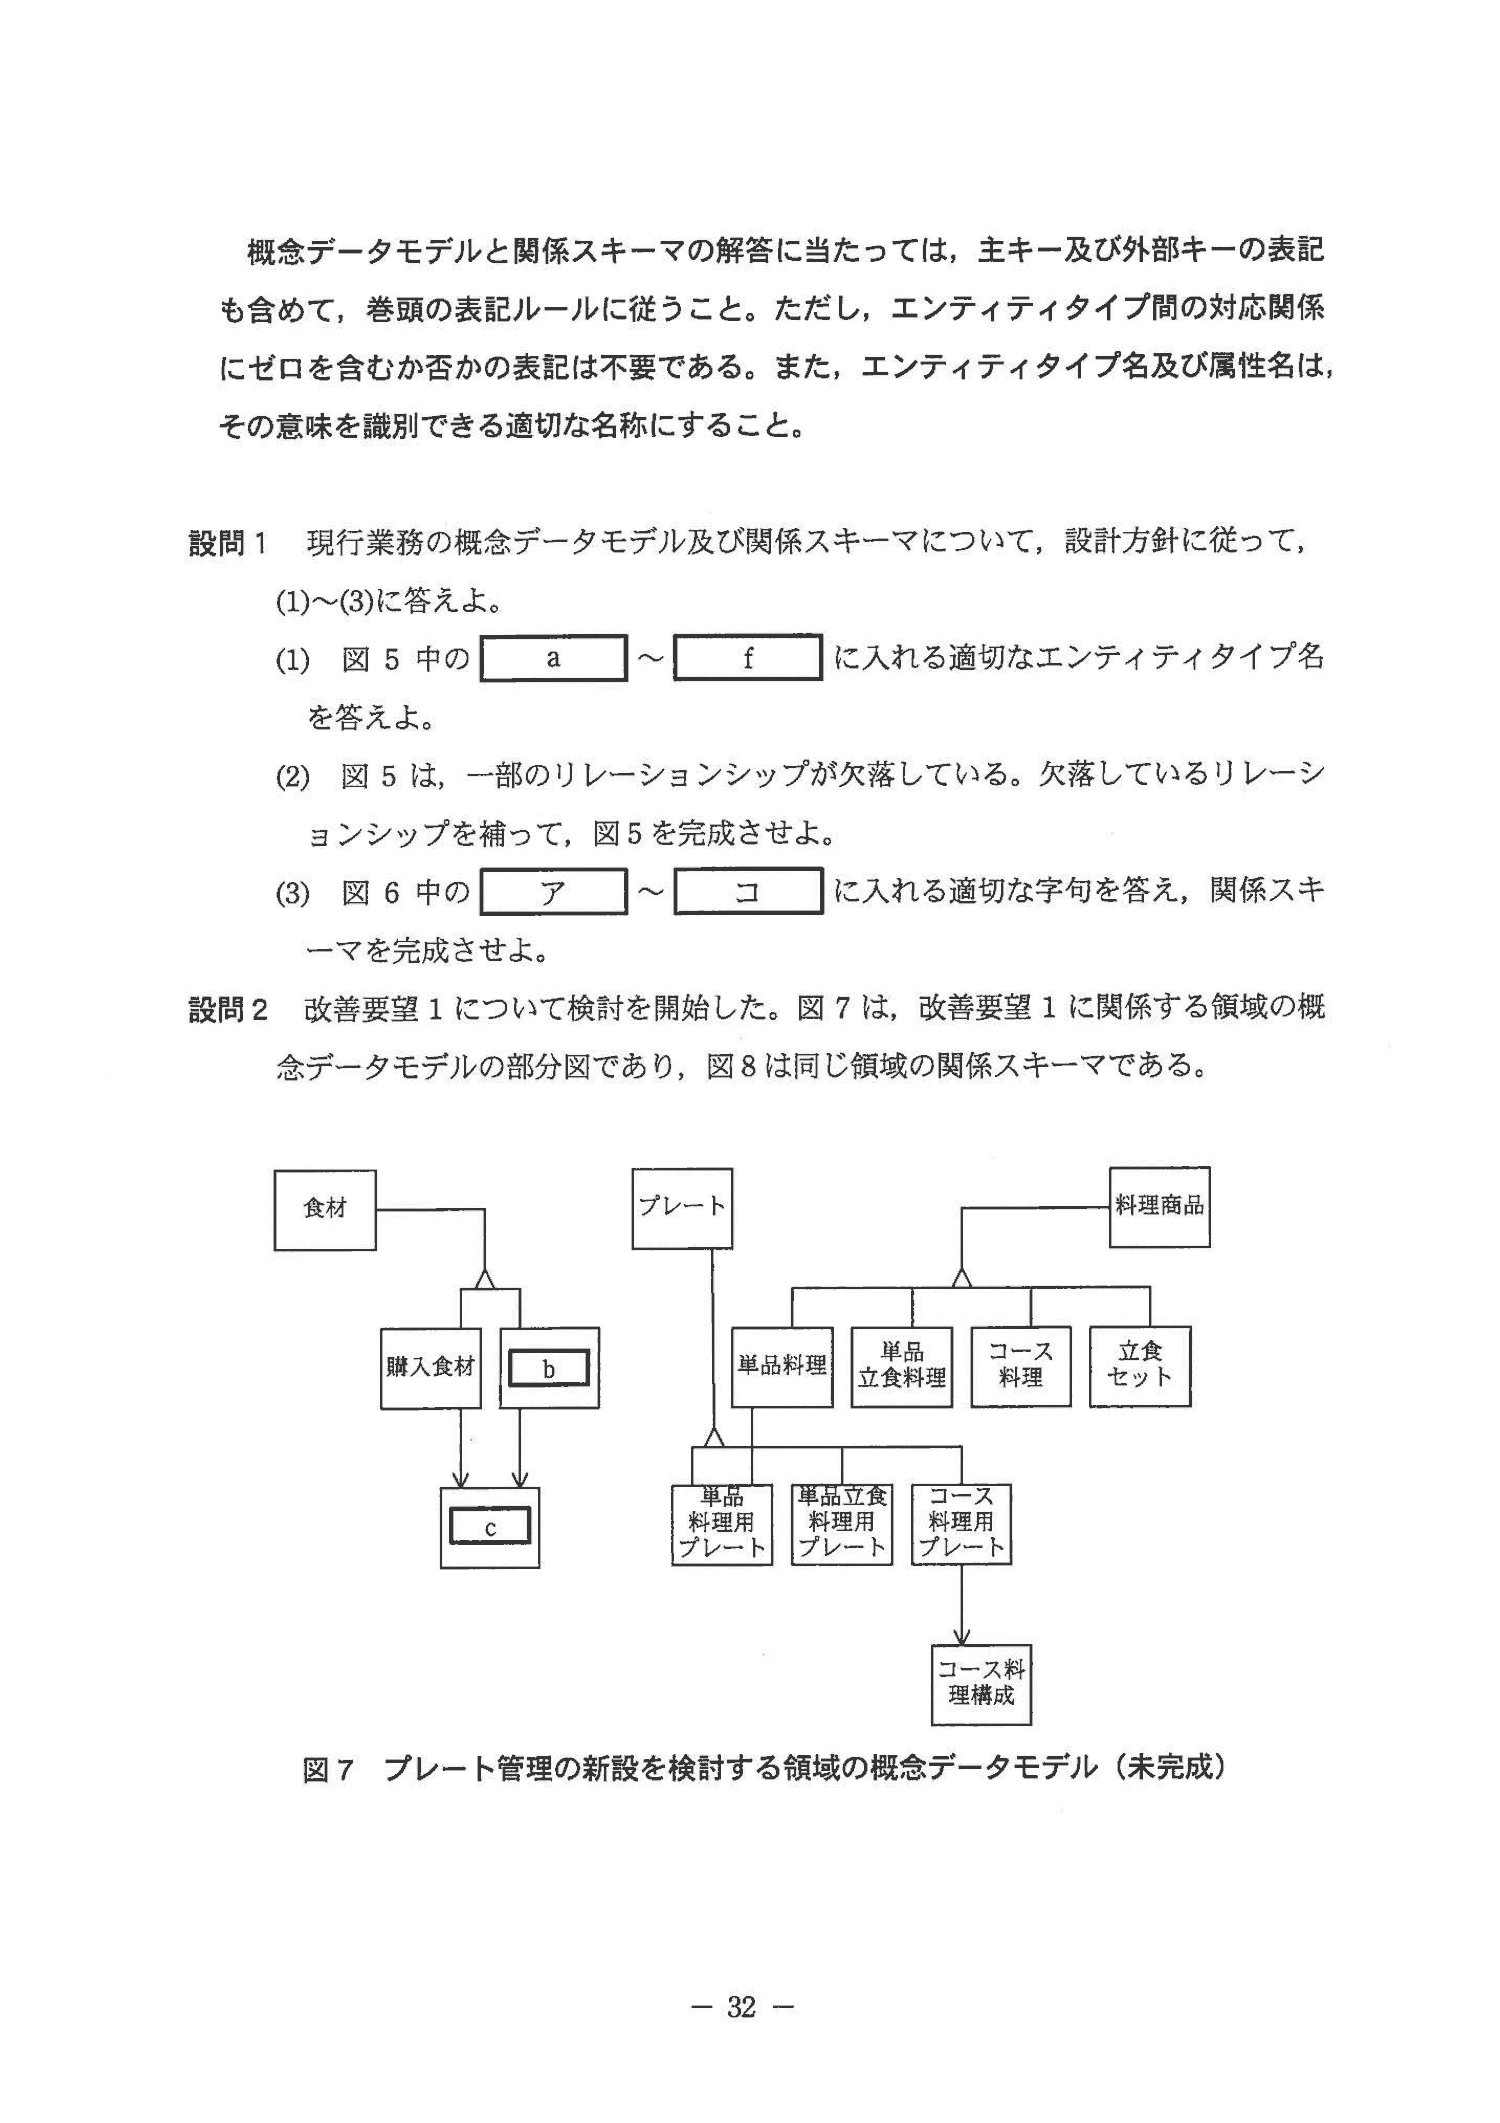 概念データモデルと関係スキーマの解答に当たっては，主キー及び外部キーの表記
も含めて，巻頭の表記ルールに従うこと。ただし，エンティティタイプ間の対応関係
にゼロを含むか否かの表記は不要である。また，エンティティタイプ名及び属性名は，
その意味を識別できる適切な名称にすること。
設問1　現行業務の概念データモデル及び関係スキーマについて，設計方針に従って，
(1)～(3)に答えよ。
(1)　図 5 中の a ～ f に入れる適切なエンティティタイプ名
を答えよ。
(2)　図 5 は，一部のリレーションシップが欠落している。欠落しているリレーシ
ョンシップを補って，図 5 を完成させよ。
(3)　図 6 中の ア ～ コ に入れる適切な字句を答え，関係スキ
ーマを完成させよ。
設問2　改善要望 1 について検討を開始した。図 7 は，改善要望 1 に関係する領域の概
念データモデルの部分図であり，図 8 は同じ領域の関係スキーマである。
食材
プレート
料理商品
購入食材
b
単品料理
単品
立食料理
コース
料理
立食
セット
c
単品
料理用
プレート
単品立食
料理用
プレート
コース
料理用
プレート
コース料
理構成
図 7　プレート管理の新設を検討する領域の概念データモデル（未完成）
－ 32 －